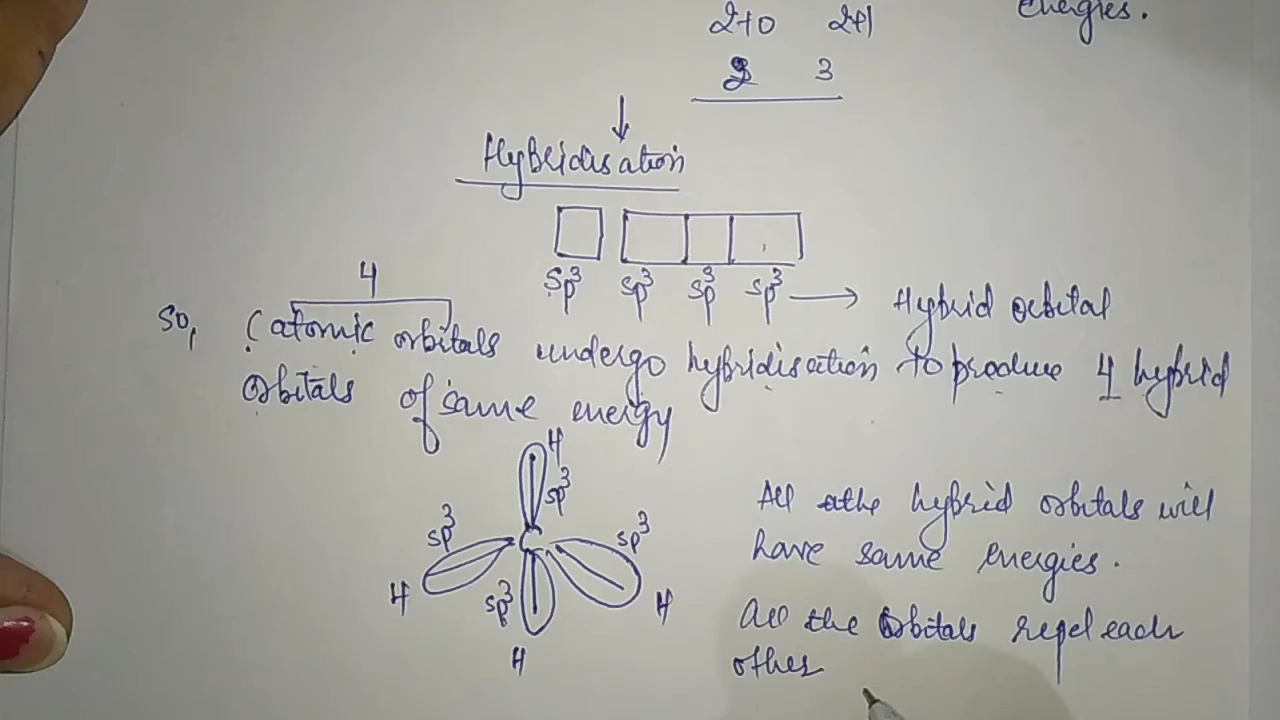 energies.
2+0 2+1
2 3
Hybridisation
sp³ sp³ sp³ sp³ → Hybrid orbital
4
So, (atomic orbitals undergo hybridisation to produce 4 hybrid
orbitals of same energy
H
sp³
sp³ C sp³
H sp³ H
H
All the hybrid orbitals will
have same energies.
All the orbitals repel each
other